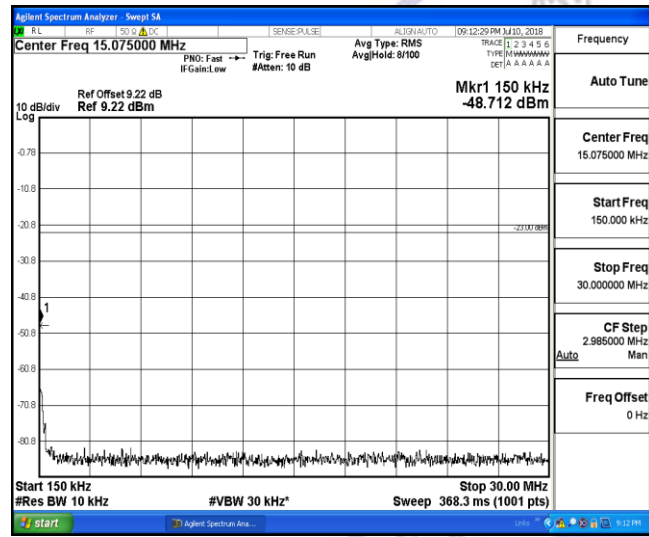 Agilent Spectrum Analyzer - Swept SA
RL RF 50 Ω DC SENSE:PULSE ALIGNAUTO 09:12:29 PM Jul 10, 2018
Center Freq 15.075000 MHz
PNO: Fast
IFGain:Low
Trig: Free Run
#Atten: 10 dB
Avg Type: RMS
Avg|Hold: 8/100
TRACE 1 2 3 4 5 6
TYPE MWWWWW
DET A A A A A A
Frequency
Mkr1 150 kHz
-48.712 dBm
Ref Offset 9.22 dB
10 dB/div Ref 9.22 dBm
Log
-0.78
-10.8
-20.8
-23.00 dBm
-30.8
-40.8
1
-50.8
-60.8
-70.8
-80.8
Start 150 kHz Stop 30.00 MHz
#Res BW 10 kHz #VBW 30 kHz* Sweep 368.3 ms (1001 pts)
Auto Tune
Center Freq
15.075000 MHz
Start Freq
150.000 kHz
Stop Freq
30.000000 MHz
CF Step
2.985000 MHz
Auto Man
Freq Offset
0 Hz
start Agilent Spectrum Ana... Links » 9:12 PM